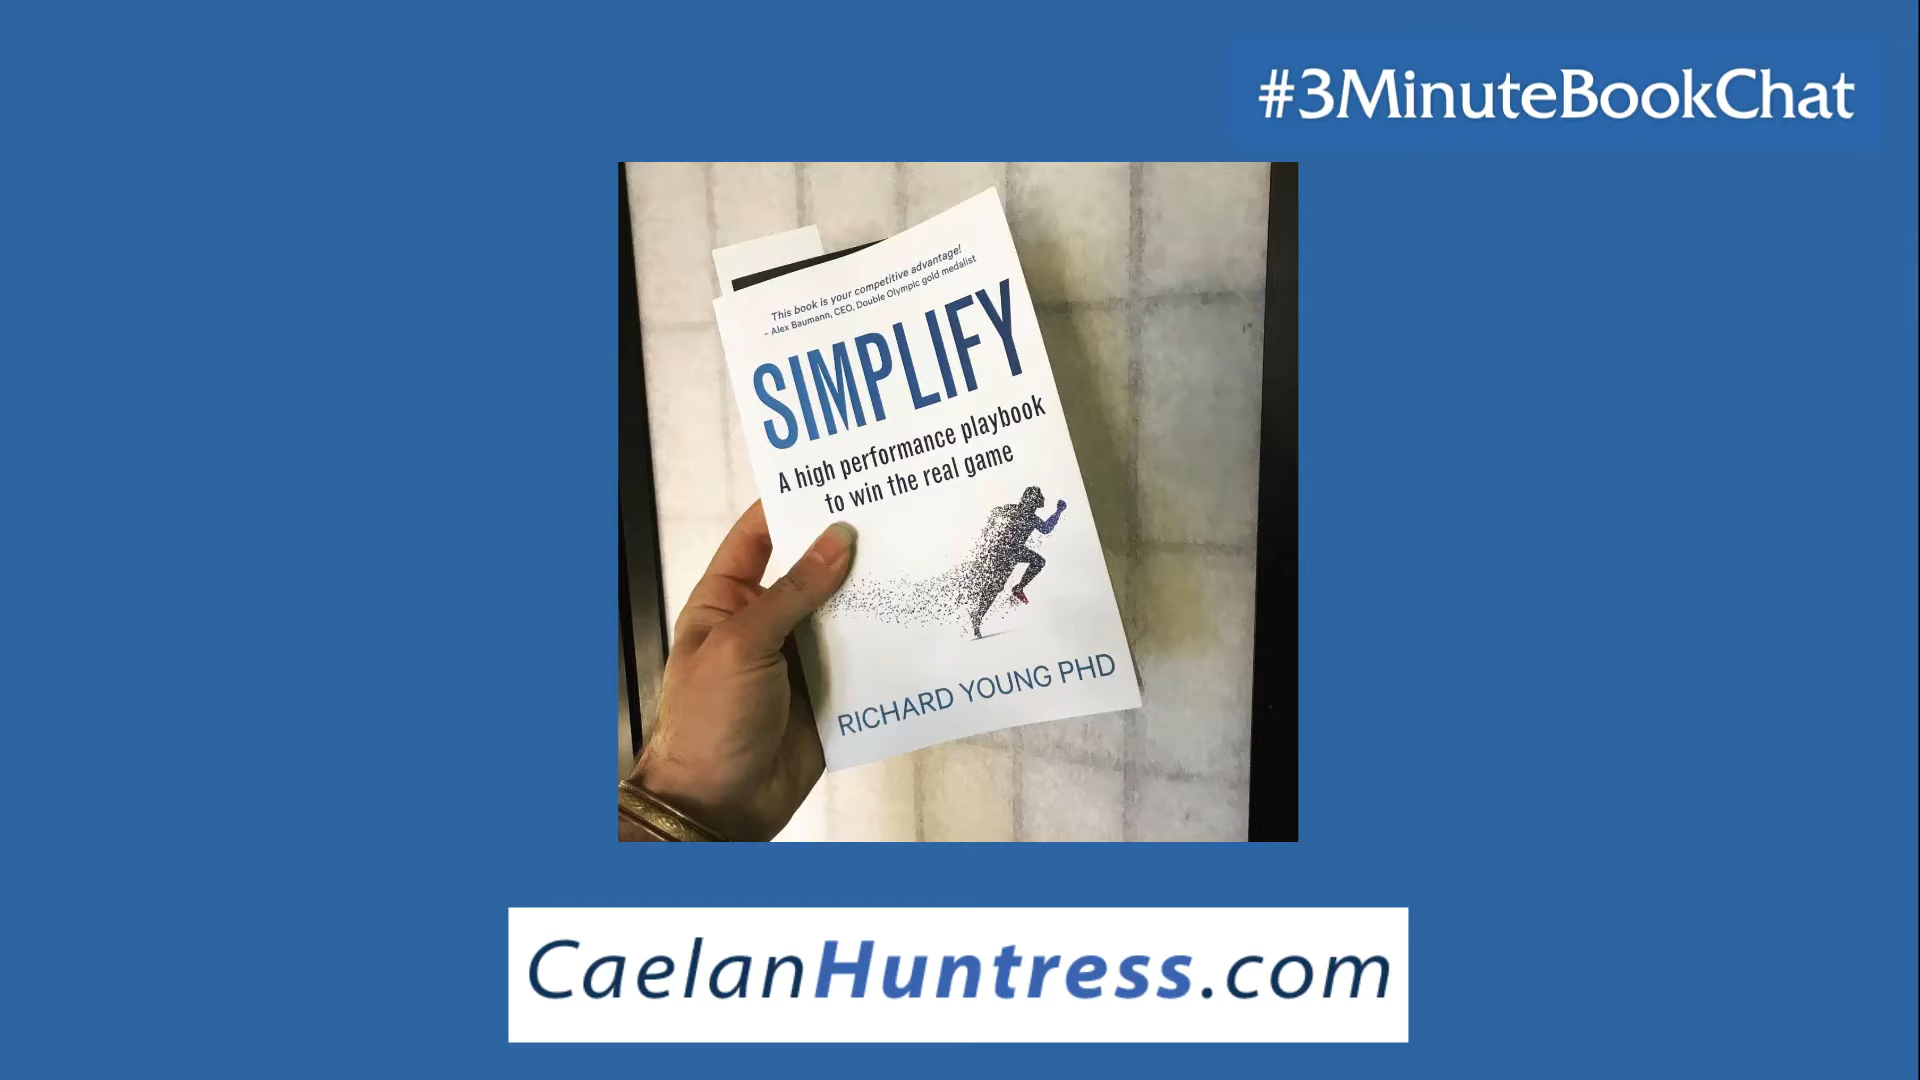 #3MinuteBookChat
This book is your competitive advantage!
– Alex Baumann, CEO, Double Olympic gold medalist
SIMPLIFY
A high performance playbook
to win the real game
RICHARD YOUNG PHD
CaelanHuntress.com